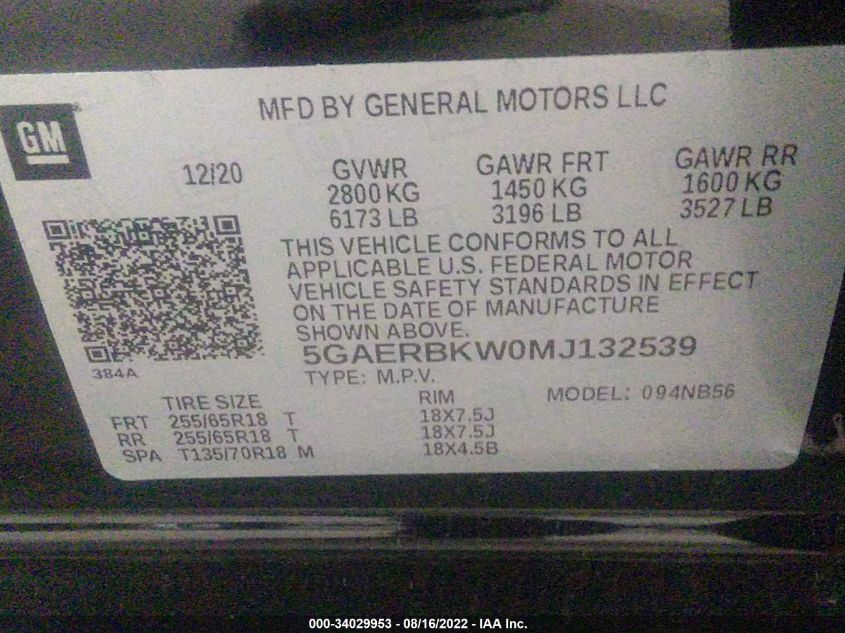 MFD BY GENERAL MOTORS LLC
GM
12/20 GVWR GAWR FRT GAWR RR
2800 KG 1450 KG 1600 KG
6173 LB 3196 LB 3527 LB
THIS VEHICLE CONFORMS TO ALL
APPLICABLE U.S. FEDERAL MOTOR
VEHICLE SAFETY STANDARDS IN EFFECT
ON THE DATE OF MANUFACTURE
SHOWN ABOVE.
5GAERBKW0MJ132539
384A
TYPE: M.P.V. MODEL: 094NB56
TIRE SIZE RIM
FRT 255/65R18 T 18X7.5J
RR 255/65R18 T 18X7.5J
SPA T135/70R18 M 18X4.5B
000-34029953 - 08/16/2022 - IAA Inc.